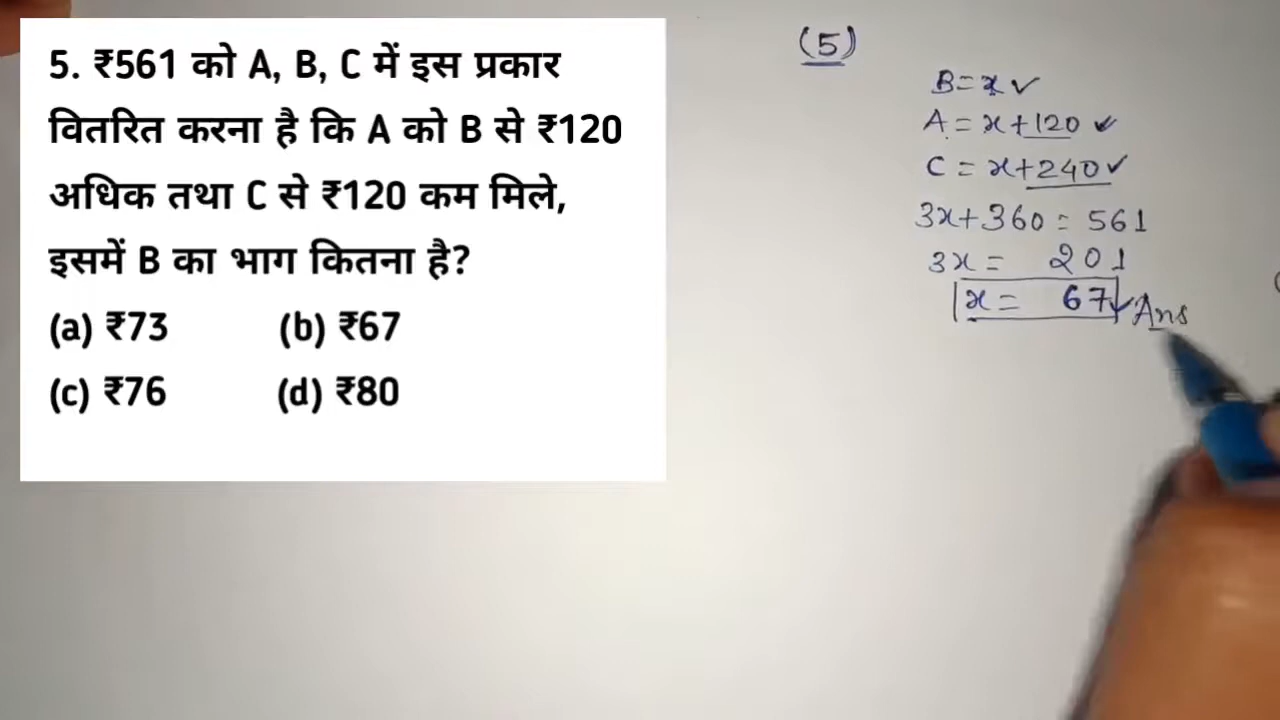 5. ₹561 को A, B, C में इस प्रकार
वितरित करना है कि A को B से ₹120
अधिक तथा C से ₹120 कम मिले,
इसमें B का भाग कितना है?
(a) ₹73 (b) ₹67
(c) ₹76 (d) ₹80
(5)
B = x ✓
A = x + 120 ✓
C = x + 240 ✓
3x + 360 = 561
3x = 201
x = 67 ✓ Ans